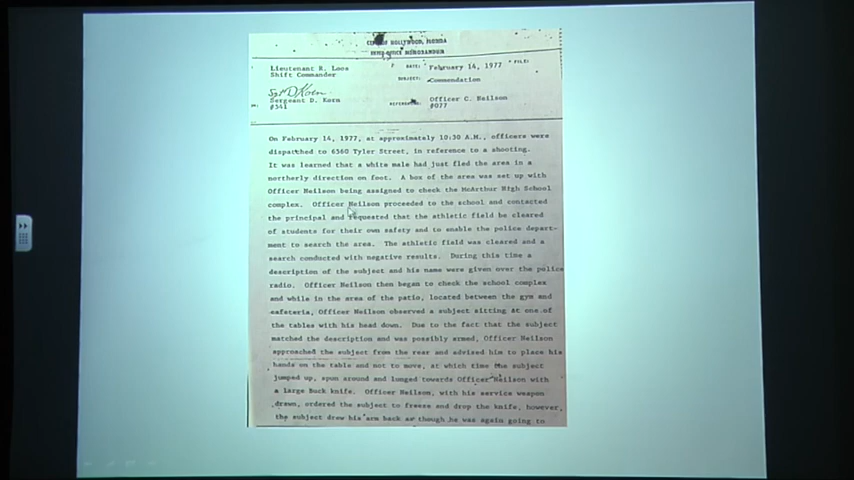 CITY OF HOLLYWOOD, FLORIDA
INTER-OFFICE MEMORANDUM
Lieutenant R. Loos
Shift Commander
DATE: February 14, 1977 FILE:
SUBJECT: Commendation
Sgt D Korn
Sergeant D. Korn
#541
REFERENCE: Officer C. Neilson
#077
On February 14, 1977, at approximately 10:30 A.M., officers were
dispatched to 6360 Tyler Street, in reference to a shooting.
It was learned that a white male had just fled the area in a
northerly direction on foot. A box of the area was set up with
Officer Neilson being assigned to check the McArthur High School
complex. Officer Neilson proceeded to the school and contacted
the principal and requested that the athletic field be cleared
of students for their own safety and to enable the police depart-
ment to search the area. The athletic field was cleared and a
search conducted with negative results. During this time a
description of the subject and his name were given over the police
radio. Officer Neilson then began to check the school complex
and while in the area of the patio, located between the gym and
cafeteria, Officer Neilson observed a subject sitting at one of
the tables with his head down. Due to the fact that the subject
matched the description and was possibly armed, Officer Neilson
approached the subject from the rear and advised him to place his
hands on the table and not to move, at which time the subject
jumped up, spun around and lunged towards Officer Neilson with
a large Buck knife. Officer Neilson, with his service weapon
drawn, ordered the subject to freeze and drop the knife, however,
the subject drew his arm back as though he was again going to